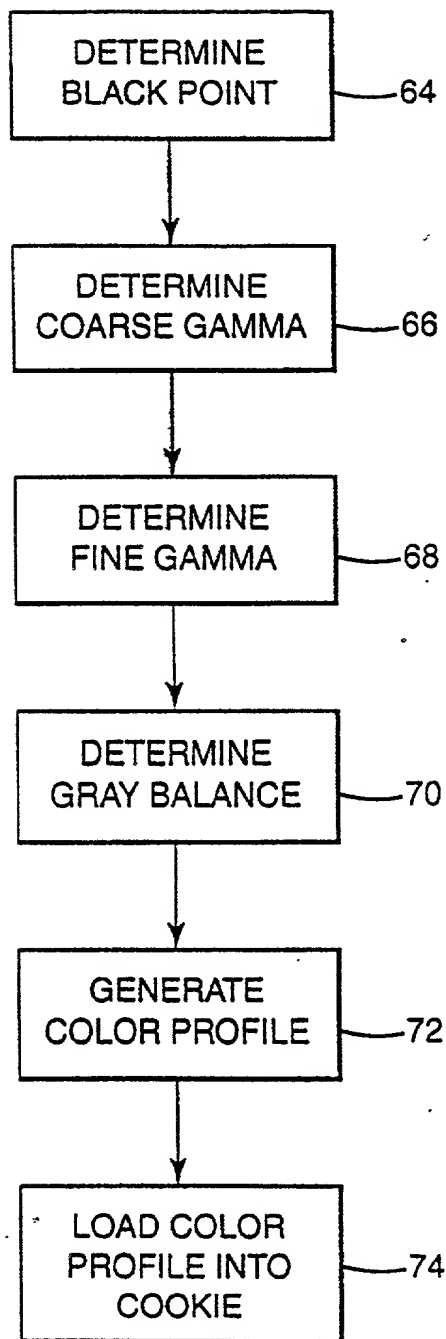 DETERMINE
BLACK POINT
64
DETERMINE
COARSE GAMMA
66
DETERMINE
FINE GAMMA
68
DETERMINE
GRAY BALANCE
70
GENERATE
COLOR PROFILE
72
LOAD COLOR
PROFILE INTO
COOKIE
74